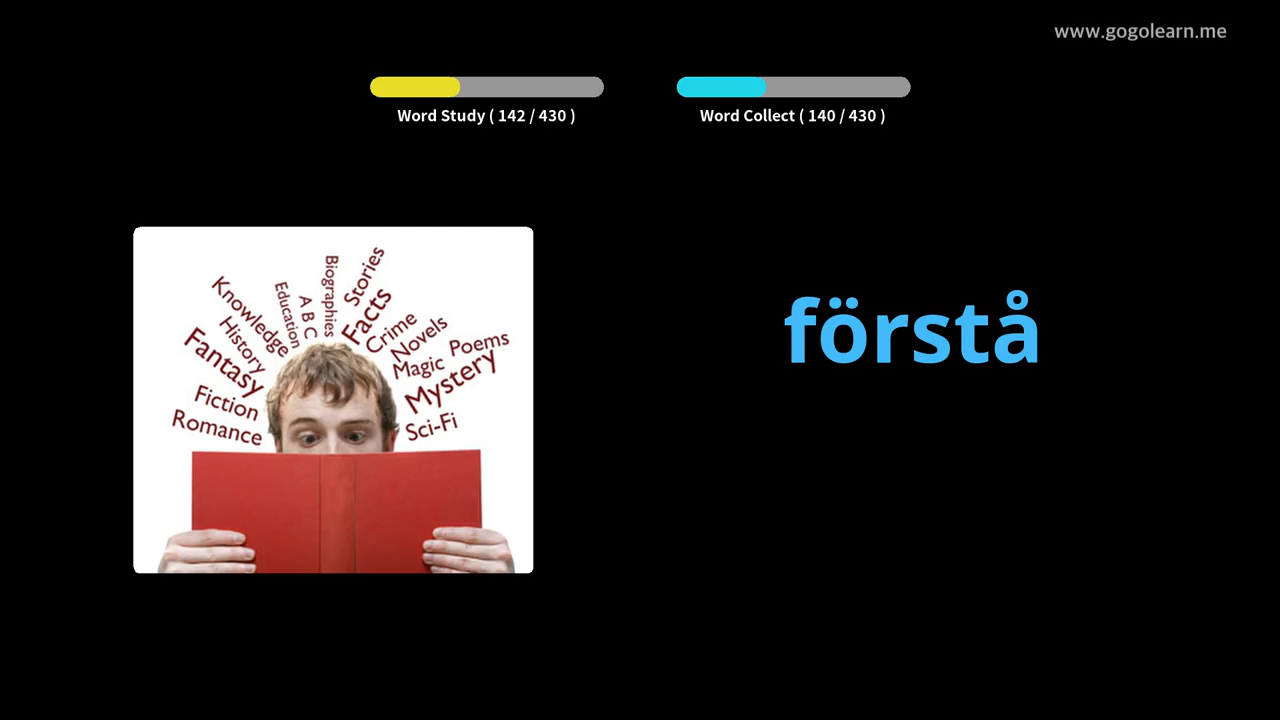 www.gogolearn.me
Word Study ( 142 / 430 )
Word Collect ( 140 / 430 )
förstå
Knowledge
History
Fantasy
Fiction
Romance
Education
A B C
Biographies
Stories
Facts
Crime
Novels
Magic
Poems
Mystery
Sci-Fi